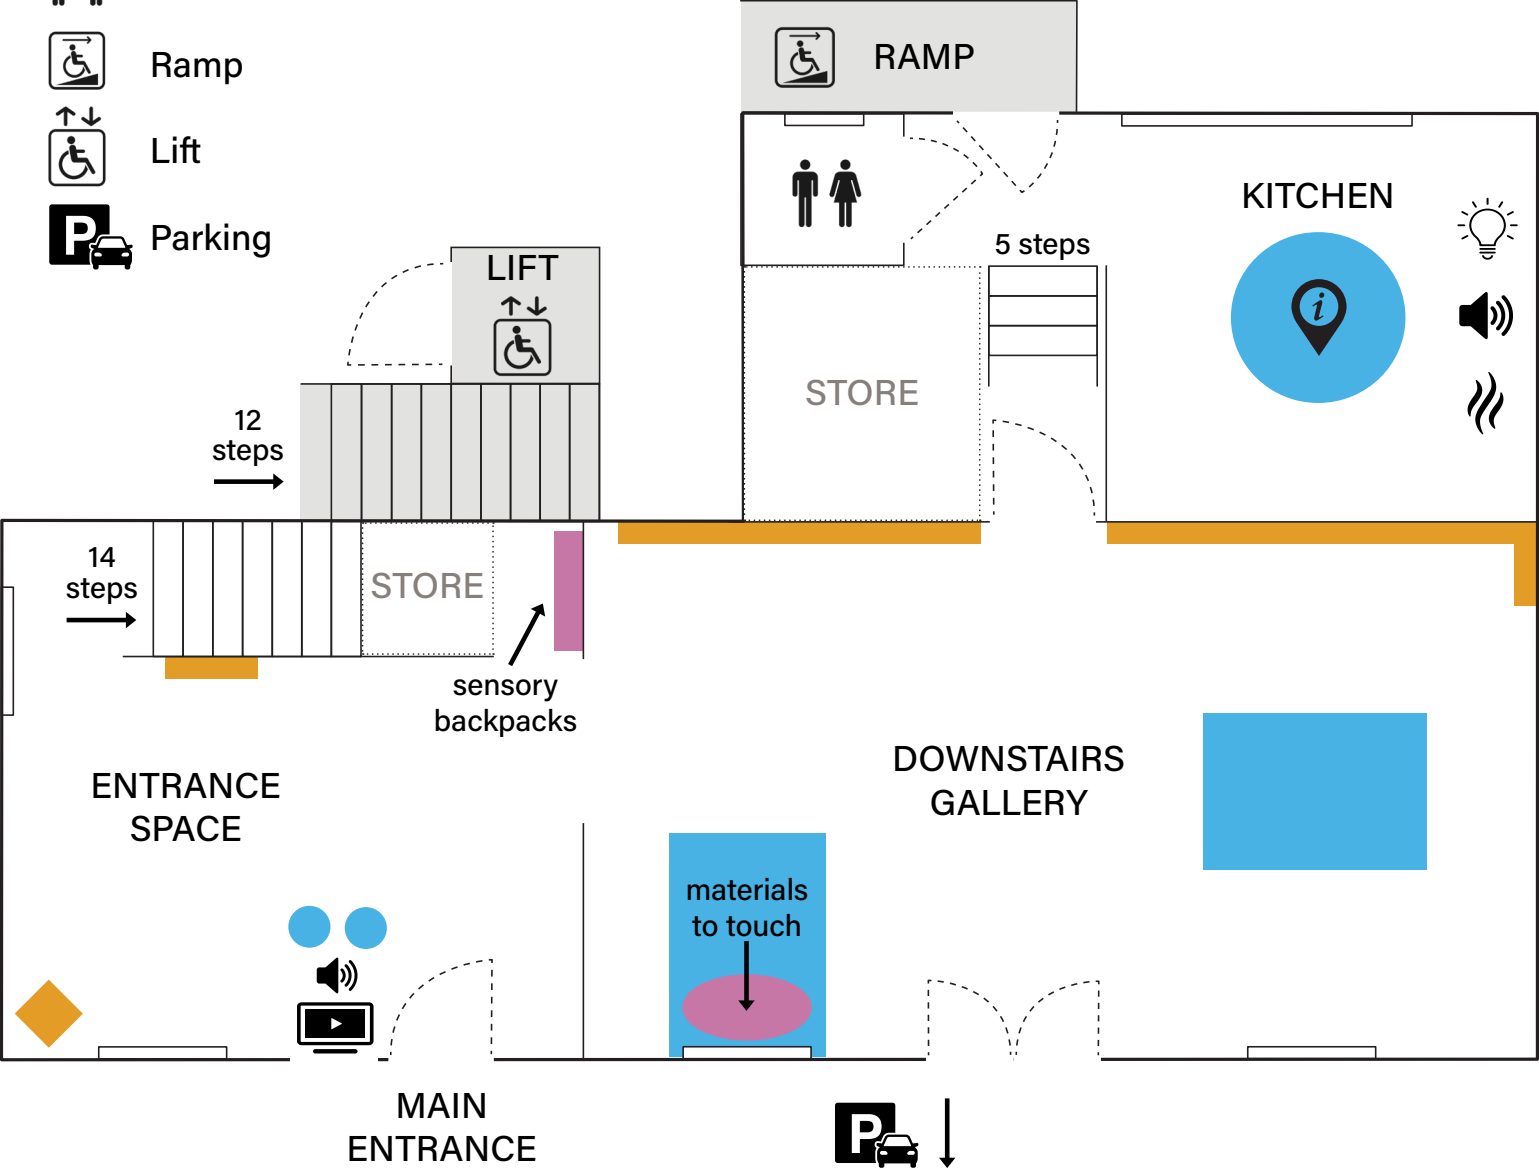 Ramp
Lift
P Parking
RAMP
KITCHEN
i
5 steps
LIFT
STORE
12
steps
14
steps
STORE
sensory
backpacks
ENTRANCE
SPACE
DOWNSTAIRS
GALLERY
materials
to touch
MAIN
ENTRANCE
P